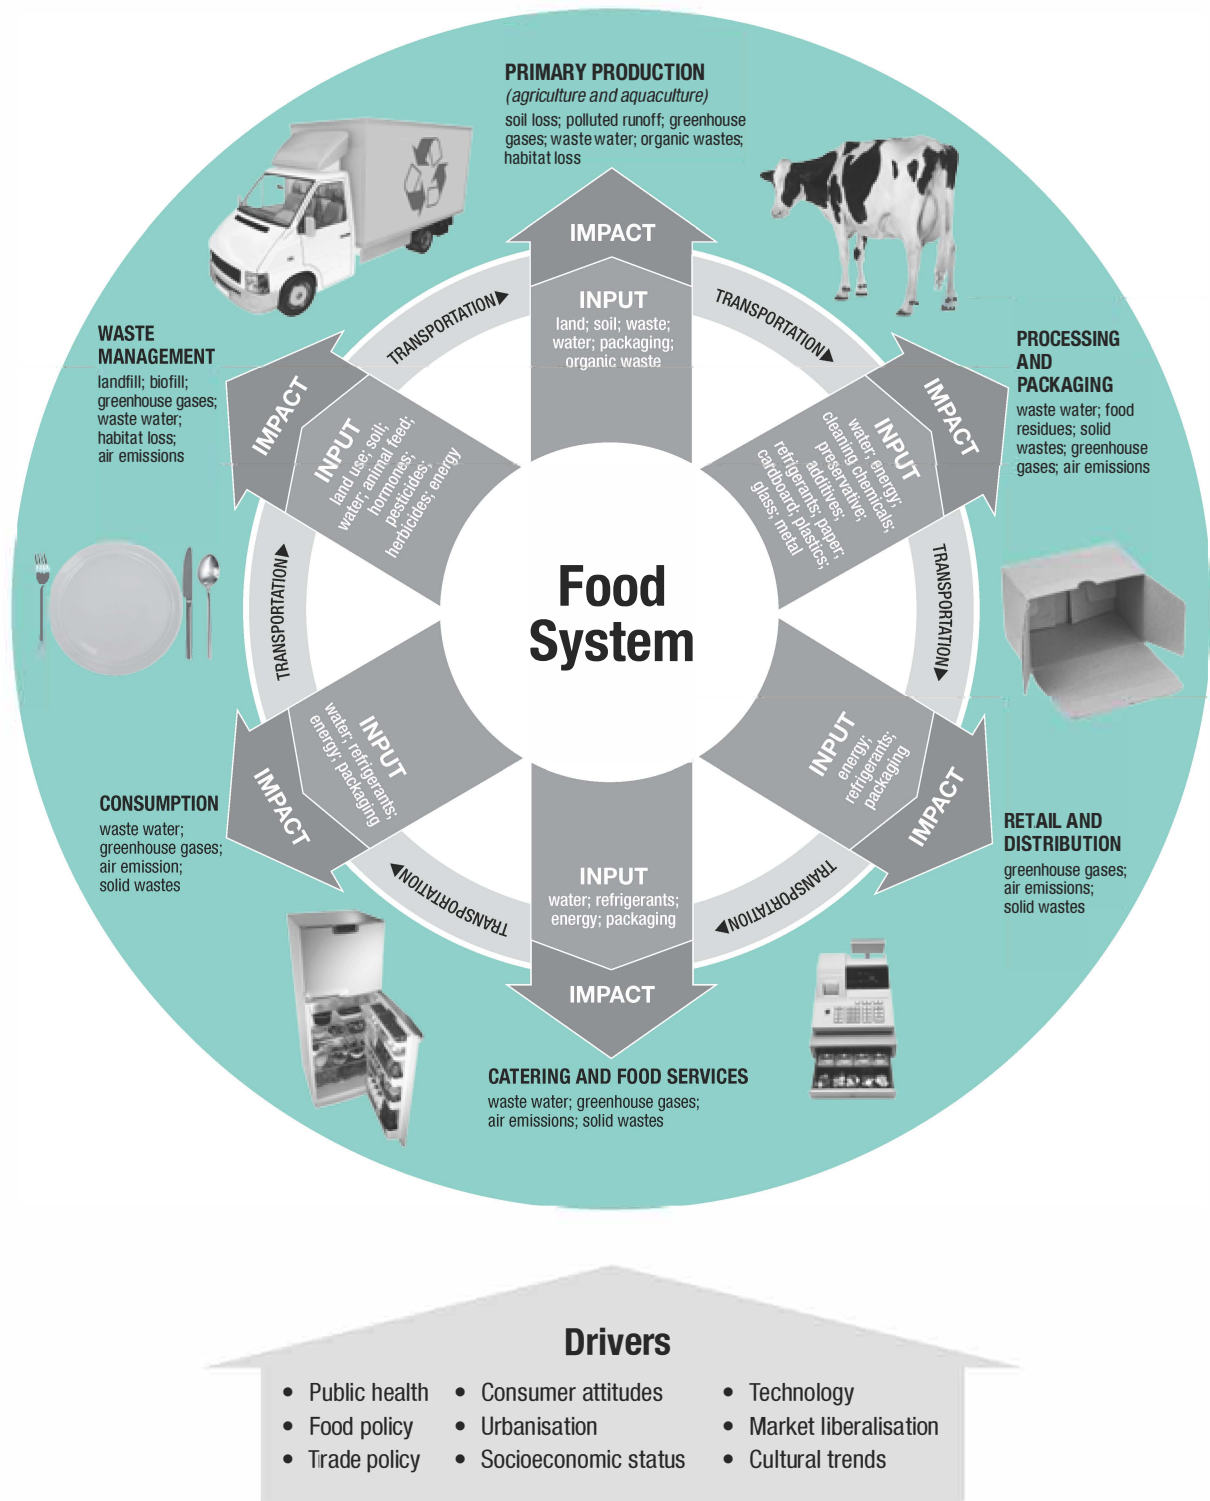 PRIMARY PRODUCTION
(agriculture and aquaculture)
soil loss; polluted runoff; greenhouse
gases; waste water; organic wastes;
habitat loss
IMPACT
INPUT
land; soil; waste;
water; packaging;
organic waste
TRANSPORTATION
PROCESSING
AND
PACKAGING
waste water; food
residues; solid
wastes; greenhouse
gases; air emissions
IMPACT
INPUT
water; energy;
cleaning chemicals;
preservative;
additives;
refrigerants; paper;
cardboard; plastics;
glass; metal
TRANSPORTATION
RETAIL AND
DISTRIBUTION
greenhouse gases;
air emissions;
solid wastes
IMPACT
INPUT
energy;
refrigerants;
packaging
TRANSPORTATION
CATERING AND FOOD SERVICES
waste water; greenhouse gases;
air emissions; solid wastes
IMPACT
INPUT
water; refrigerants;
energy; packaging
TRANSPORTATION
CONSUMPTION
waste water;
greenhouse gases;
air emission;
solid wastes
IMPACT
INPUT
water; refrigerants;
energy; packaging
TRANSPORTATION
WASTE
MANAGEMENT
landfill; biofill;
greenhouse gases;
waste water;
habitat loss;
air emissions
IMPACT
INPUT
land use; soil;
water; animal feed;
hormones;
pesticides;
herbicides; energy
TRANSPORTATION
Food
System
Drivers
• Public health
• Food policy
• Trade policy
• Consumer attitudes
• Urbanisation
• Socioeconomic status
• Technology
• Market liberalisation
• Cultural trends